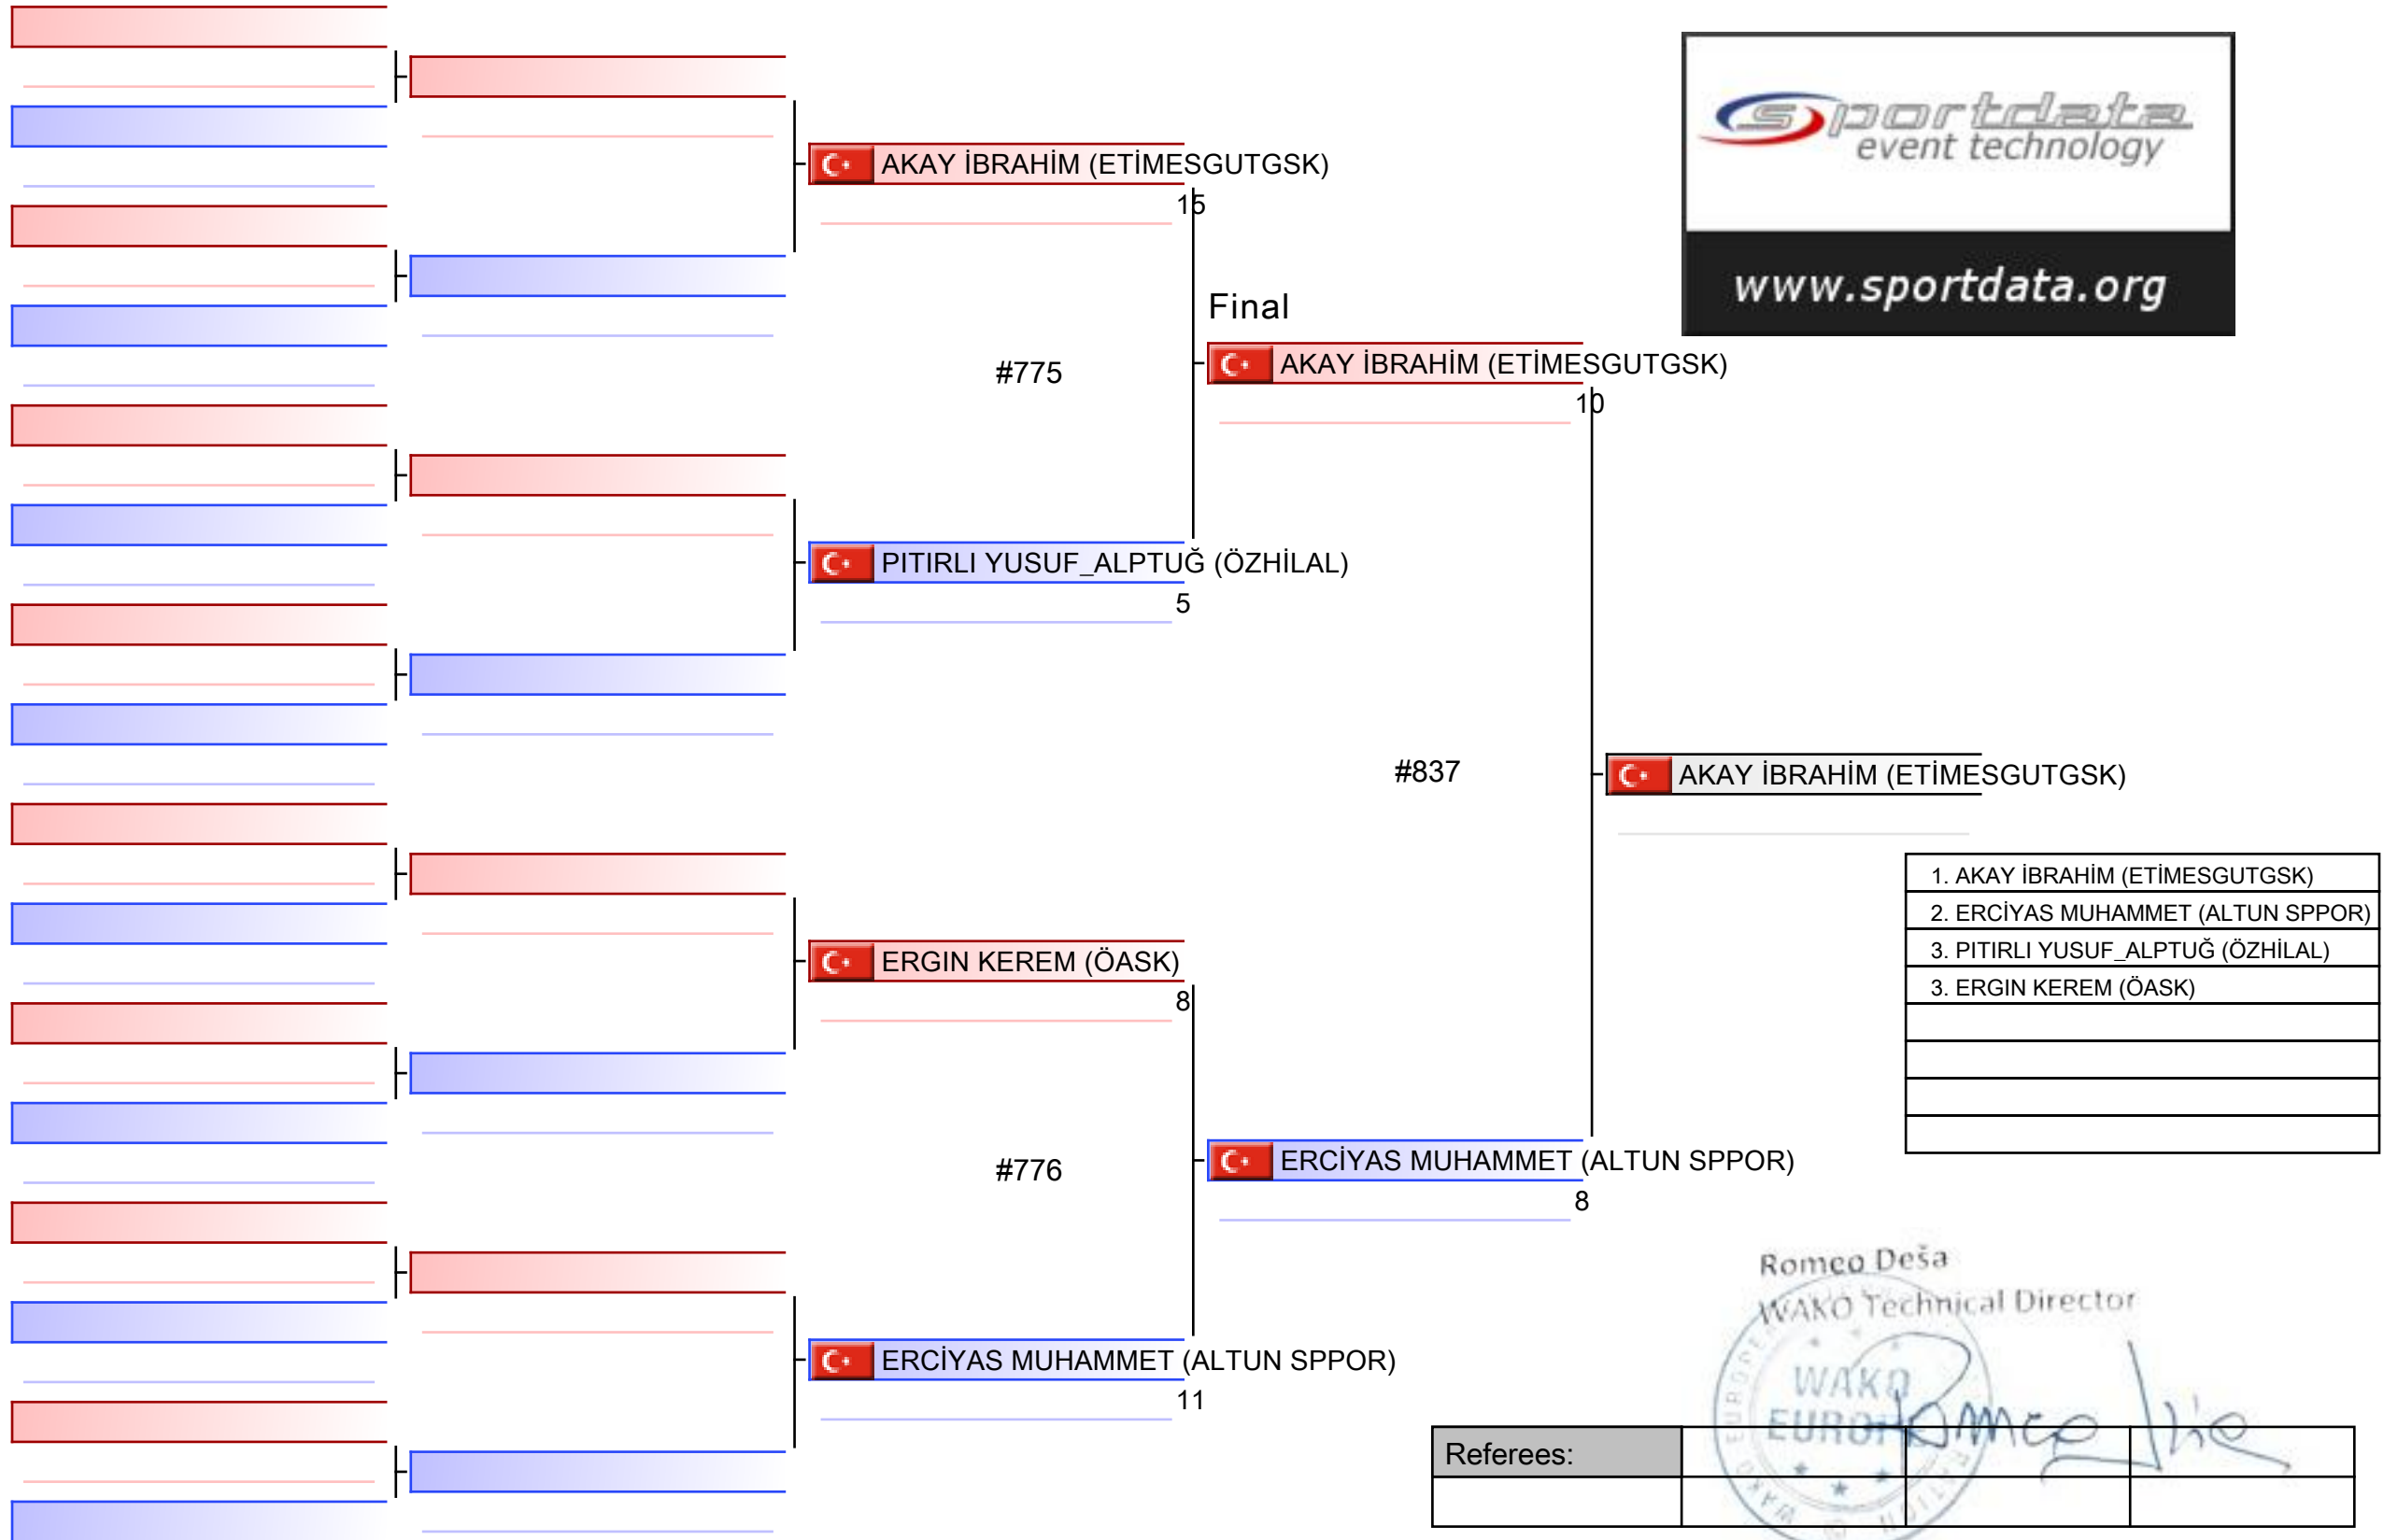 sportdata
event technology
www.sportdata.org
AKAY İBRAHİM (ETİMESGUTGSK)
15
Final
#775
AKAY İBRAHİM (ETİMESGUTGSK)
10
PITIRLI YUSUF_ALPTUĞ (ÖZHİLAL)
5
#837
AKAY İBRAHİM (ETİMESGUTGSK)
1. AKAY İBRAHİM (ETİMESGUTGSK)
2. ERCİYAS MUHAMMET (ALTUN SPPOR)
3. PITIRLI YUSUF_ALPTUĞ (ÖZHİLAL)
3. ERGIN KEREM (ÖASK)
ERGIN KEREM (ÖASK)
8
#776
ERCİYAS MUHAMMET (ALTUN SPPOR)
8
ERCİYAS MUHAMMET (ALTUN SPPOR)
11
Romeo Deša
WAKO Technical Director
WAKO
EUROPE
Referees: